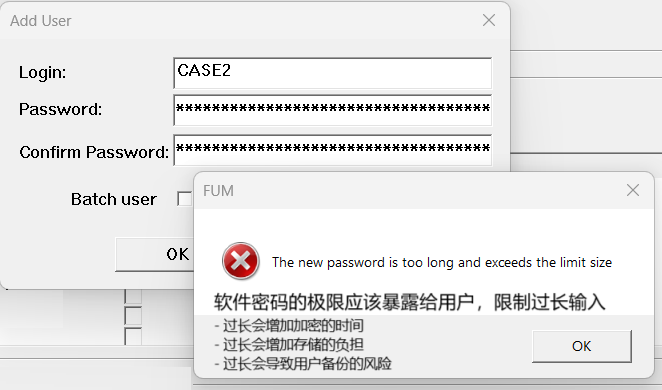 Add User
Login:
CASE2
Password:
***********************************
Confirm Password:
***********************************
Batch user
OK
FUM
The new password is too long and exceeds the limit size
软件密码的极限应该暴露给用户，限制过长输入
- 过长会增加加密的时间
- 过长会增加存储的负担
- 过长会导致用户备份的风险
OK